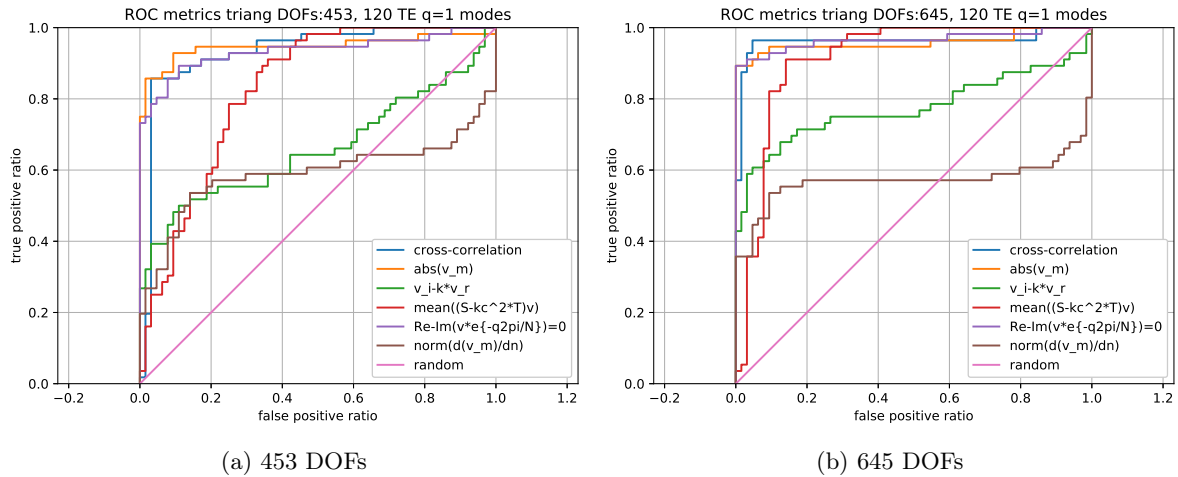 ROC metrics triang DOFs:453, 120 TE q=1 modes
1.0
0.8
0.6
0.4
0.2
0.0
true positive ratio
cross-correlation
abs(v_m)
v_i-k*v_r
mean((S-kc^2*T)v)
Re-Im(v*e{-q2pi/N})=0
norm(d(v_m)/dn)
random
−0.2 0.0 0.2 0.4 0.6 0.8 1.0 1.2
false positive ratio
(a) 453 DOFs
ROC metrics triang DOFs:645, 120 TE q=1 modes
1.0
0.8
0.6
0.4
0.2
0.0
true positive ratio
cross-correlation
abs(v_m)
v_i-k*v_r
mean((S-kc^2*T)v)
Re-Im(v*e{-q2pi/N})=0
norm(d(v_m)/dn)
random
−0.2 0.0 0.2 0.4 0.6 0.8 1.0 1.2
false positive ratio
(b) 645 DOFs